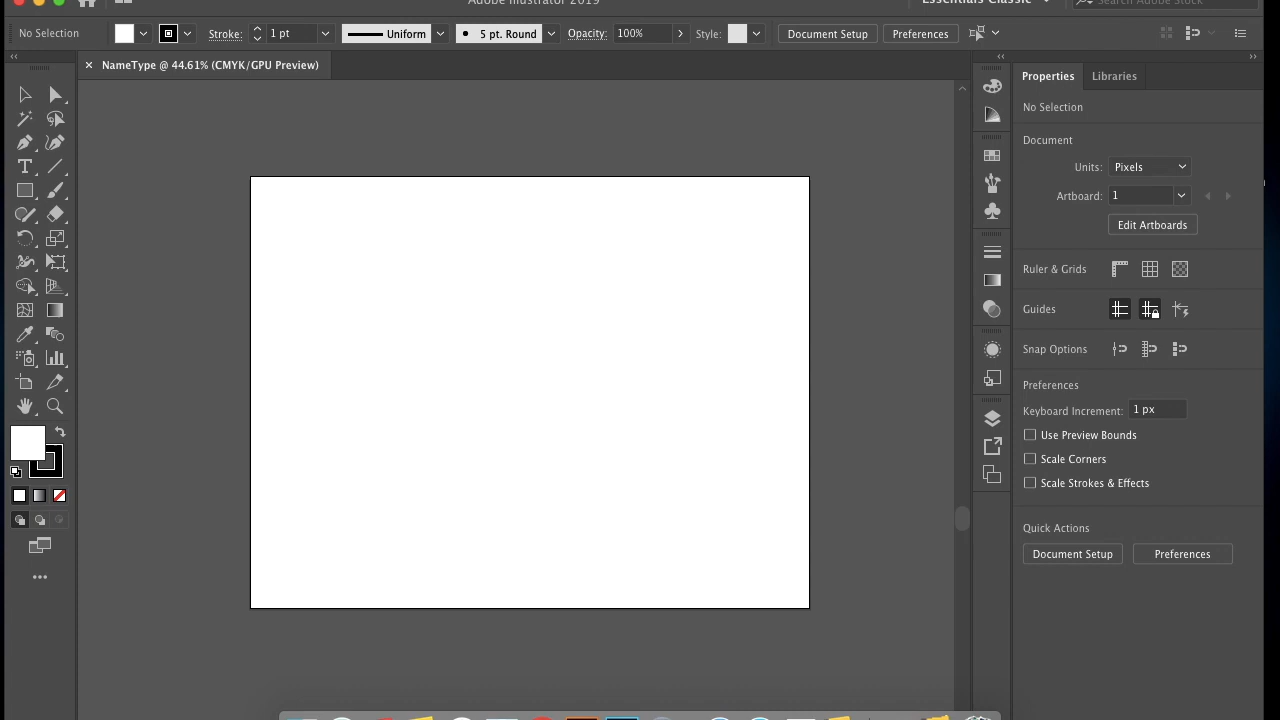 Adobe Illustrator 2019
Essentials Classic
Search Adobe Stock
No Selection
Stroke:
1 pt
Uniform
5 pt. Round
Opacity:
100%
Style:
Document Setup
Preferences
× NameType @ 44.61% (CMYK/GPU Preview)
Properties
Libraries
No Selection
Document
Units: Pixels
Artboard: 1
Edit Artboards
Ruler & Grids
Guides
Snap Options
Preferences
Keyboard Increment: 1 px
Use Preview Bounds
Scale Corners
Scale Strokes & Effects
Quick Actions
Document Setup
Preferences